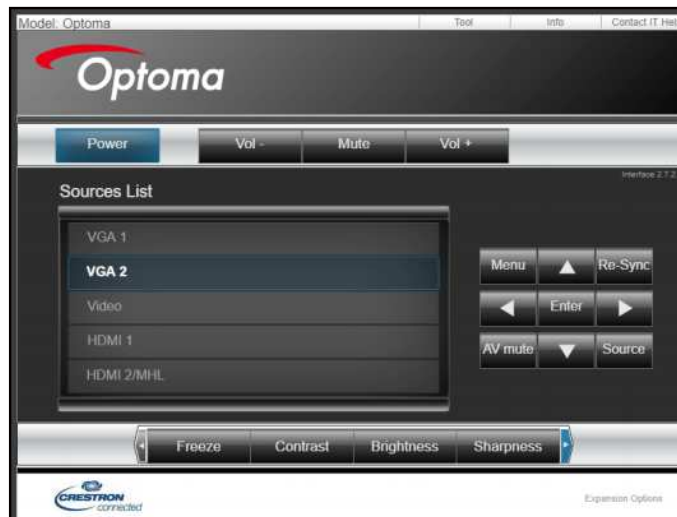 Model: Optoma
Tool Info Contact IT Hel
Optoma
Power Vol - Mute Vol +
Interface 2.7.2
Sources List
VGA 1
VGA 2
Video
HDMI 1
HDMI 2/MHL
Menu Re-Sync
Enter
AV mute Source
Freeze Contrast Brightness Sharpness
CRESTRON
connected
Expansion Options